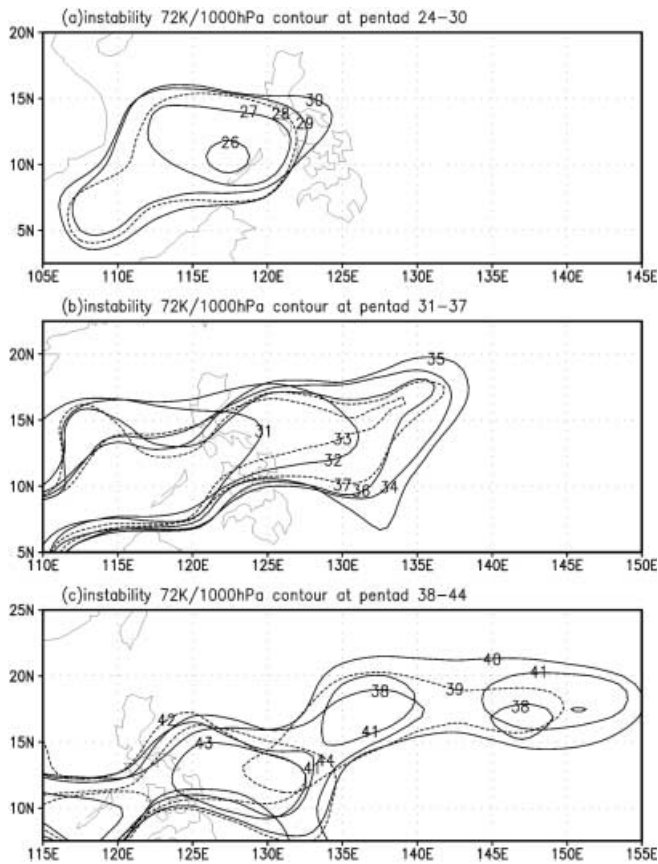 (a)instability 72K/1000hPa contour at pentad 24-30
20N
15N
10N
5N
30
27
28
29
26
105E 110E 115E 120E 125E 130E 135E 140E 145E
(b)instability 72K/1000hPa contour at pentad 31-37
20N
15N
10N
5N
35
31
33
32
37
36
34
110E 115E 120E 125E 130E 135E 140E 145E 150E
(c)instability 72K/1000hPa contour at pentad 38-44
25N
20N
15N
10N
40
41
39
38
38
42
41
43
44
41
115E 120E 125E 130E 135E 140E 145E 150E 155E